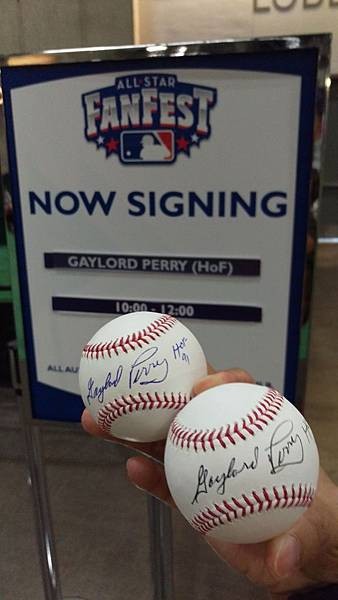 ALL STAR
FANFEST
NOW SIGNING
GAYLORD PERRY (HoF)
10:00 - 12:00
Gaylord Perry HoF
91
Gaylord Perry